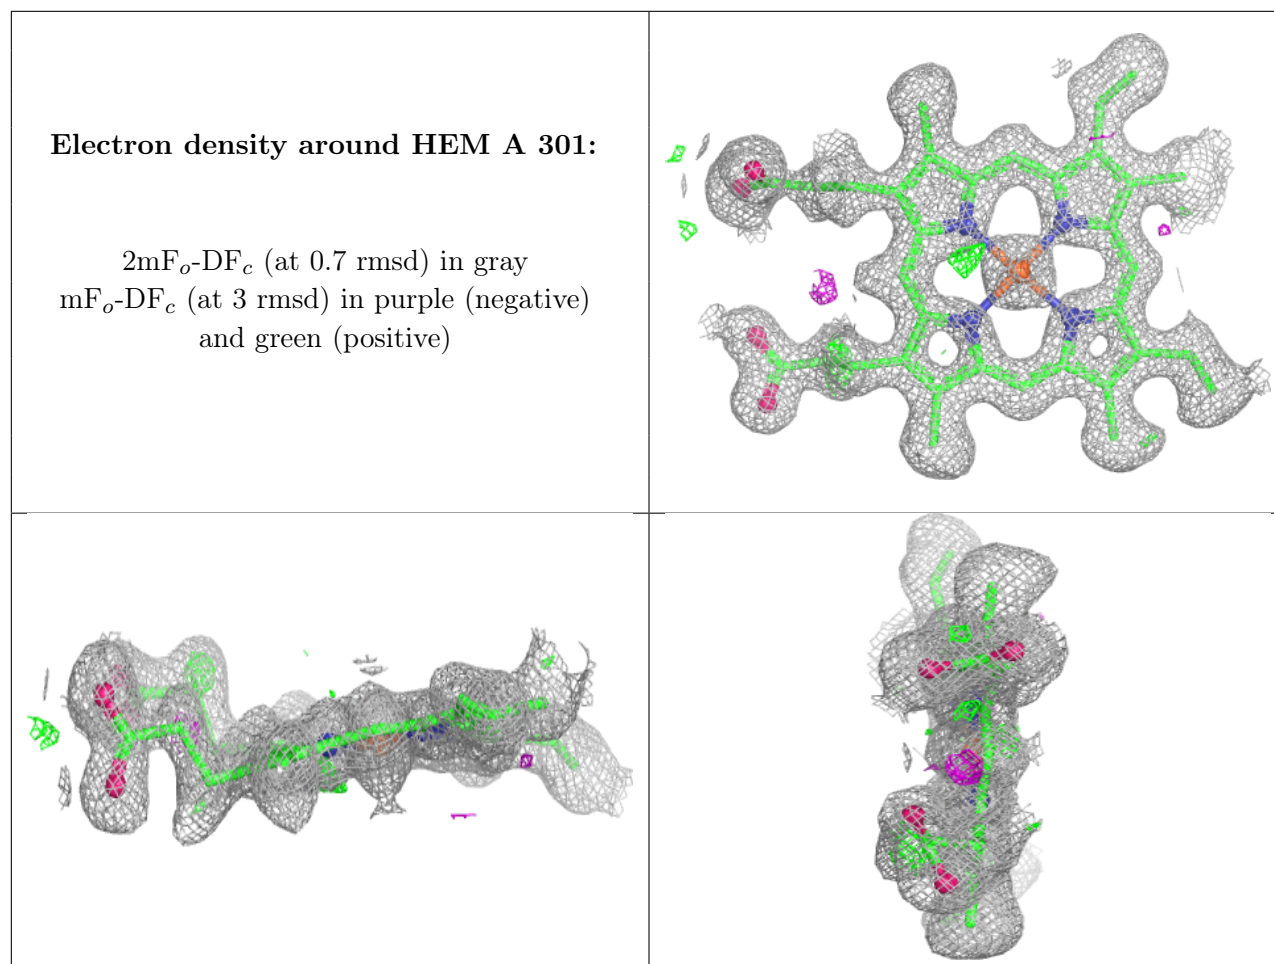 Electron density around HEM A 301:
2mFo-DFc (at 0.7 rmsd) in gray
mFo-DFc (at 3 rmsd) in purple (negative)
and green (positive)